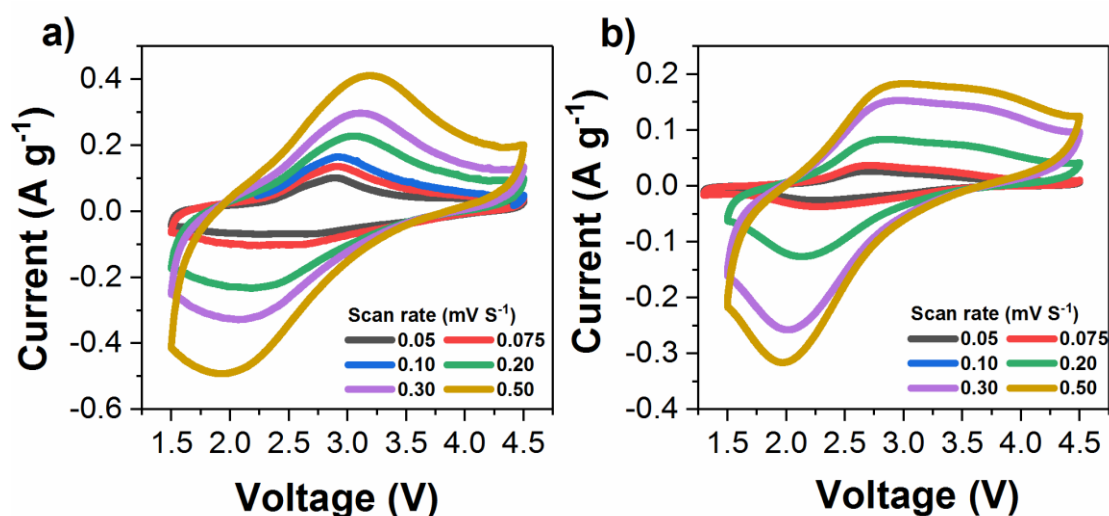 a)
Current (A g⁻¹)
0.4
0.2
0.0
-0.2
-0.4
-0.6
1.5 2.0 2.5 3.0 3.5 4.0 4.5
Voltage (V)
Scan rate (mV S⁻¹)
0.05 0.075
0.10 0.20
0.30 0.50
b)
Current (A g⁻¹)
0.2
0.1
0.0
-0.1
-0.2
-0.3
-0.4
1.5 2.0 2.5 3.0 3.5 4.0 4.5
Voltage (V)
Scan rate (mV S⁻¹)
0.05 0.075
0.10 0.20
0.30 0.50